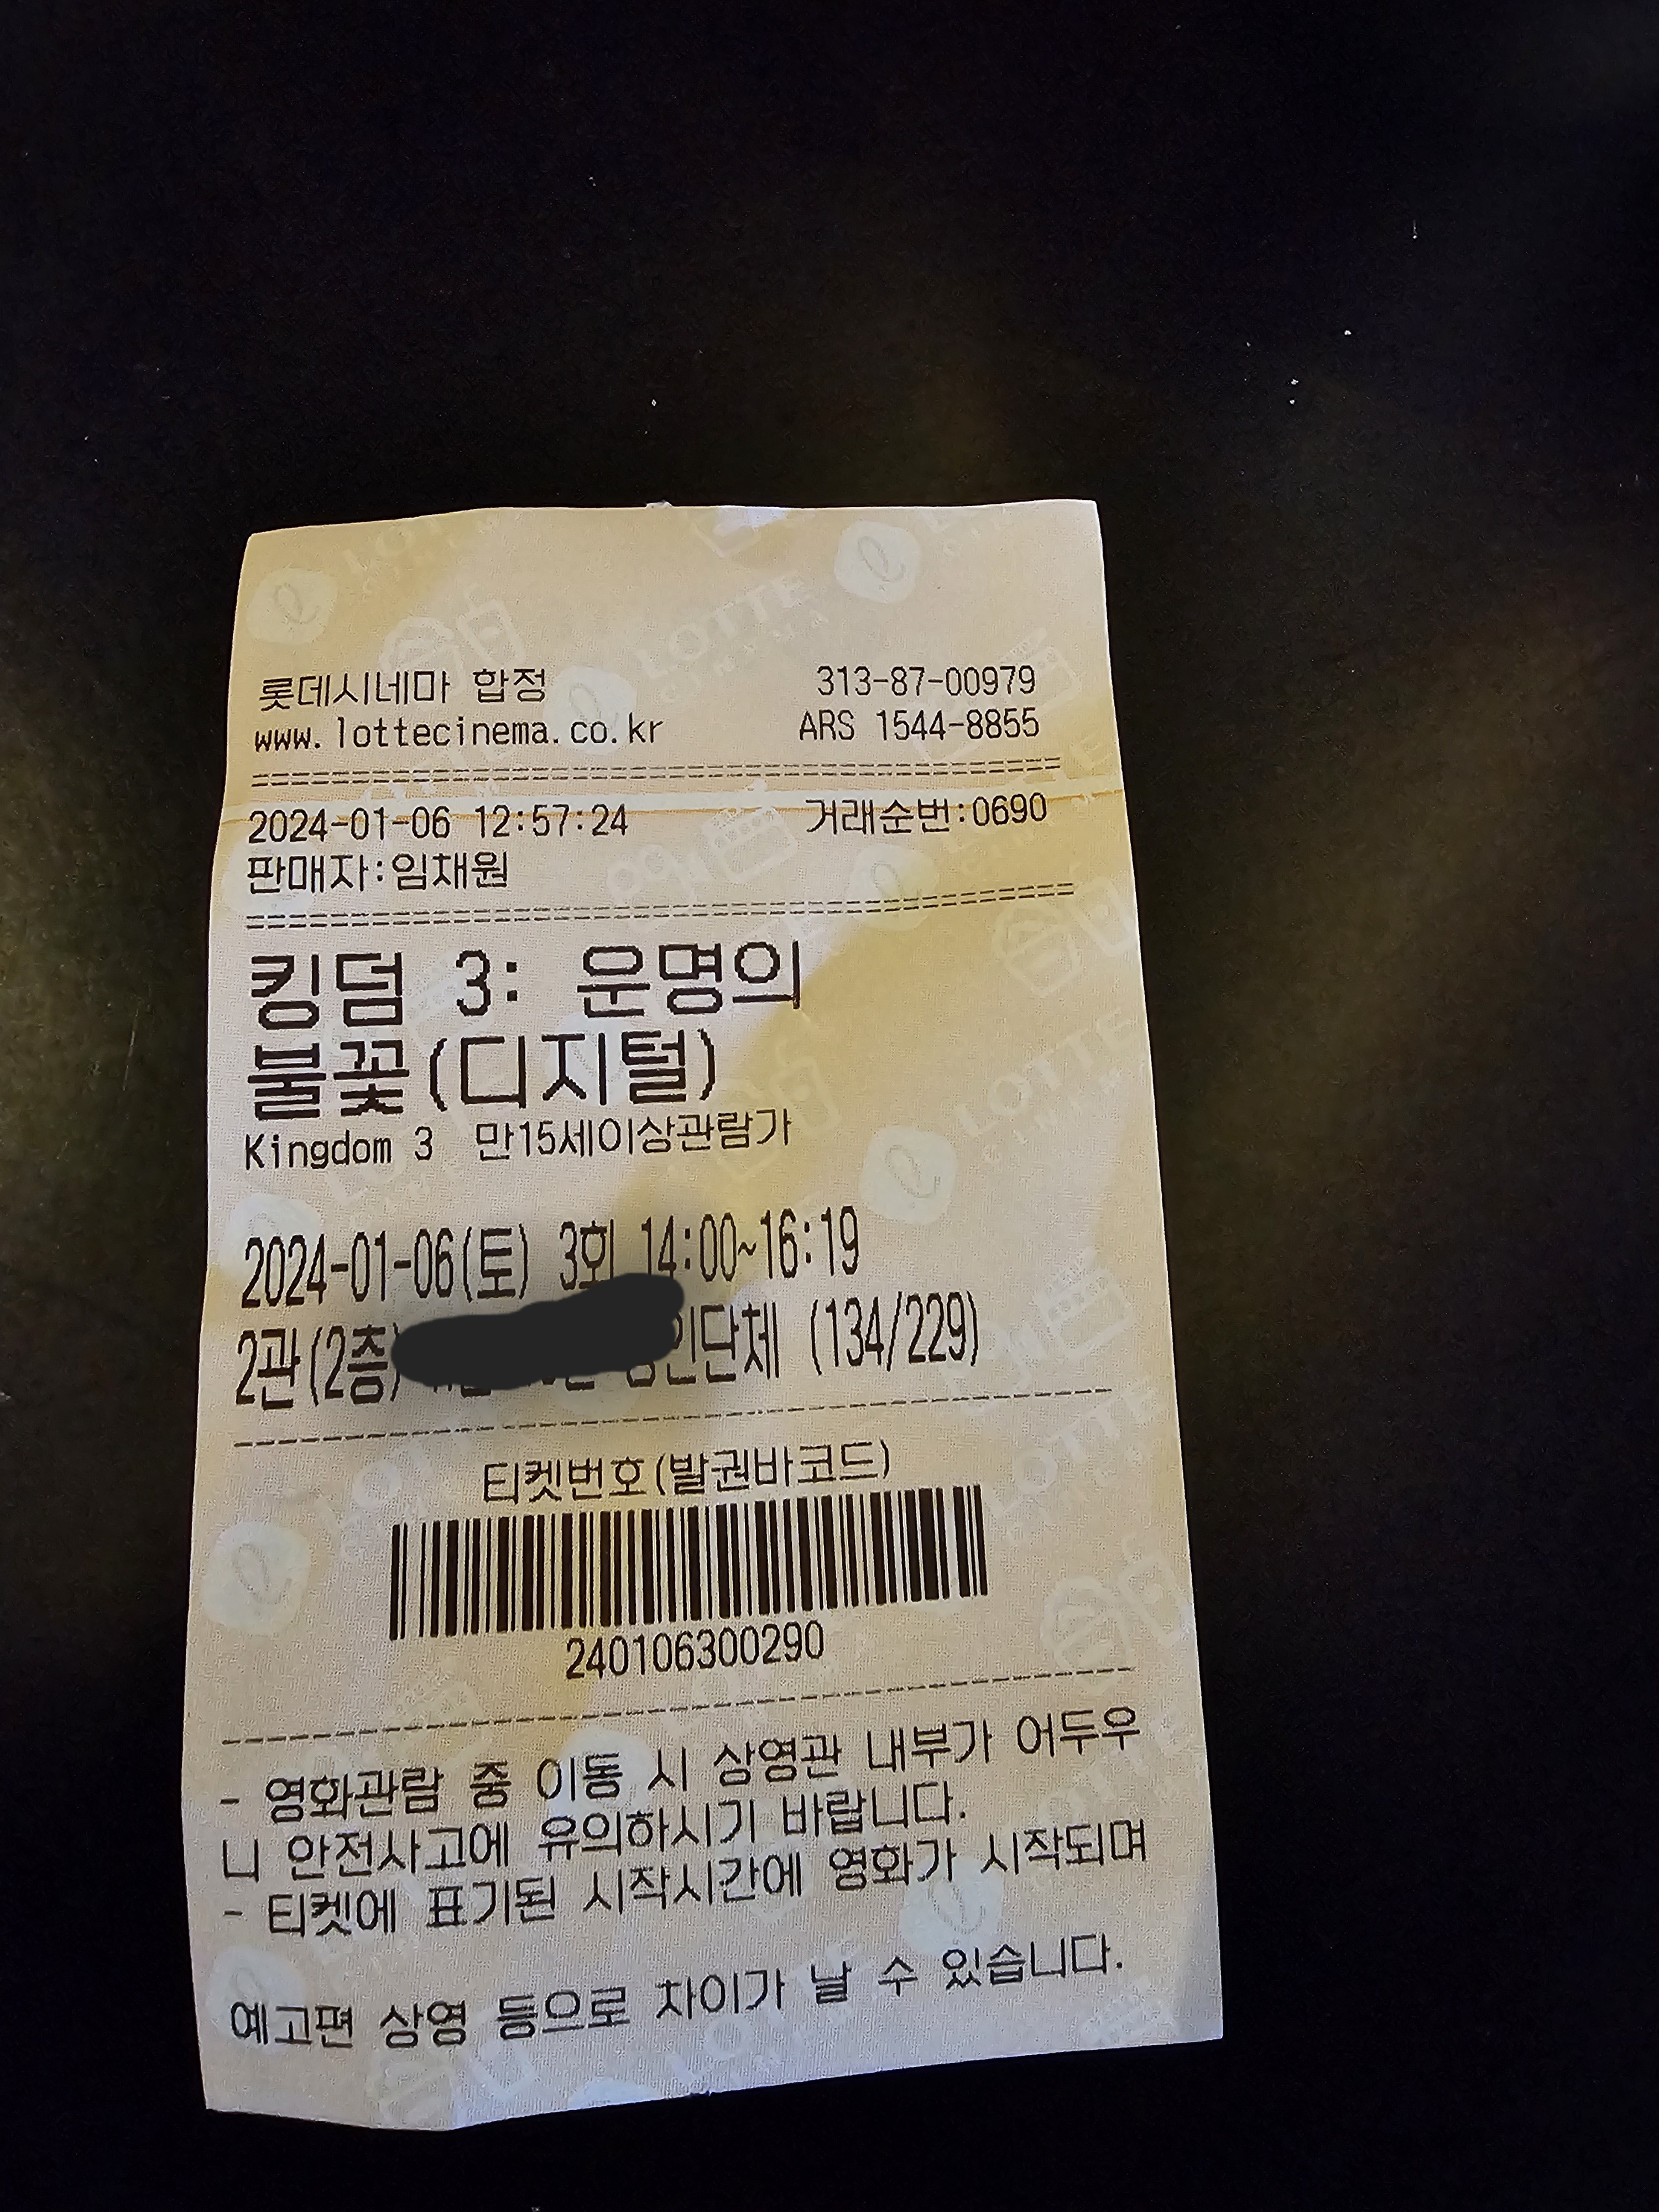 롯데시네마 합정 313-87-00979
www.lottecinema.co.kr ARS 1544-8855
2024-01-06 12:57:24 거래순번:0690
판매자:임채원
킹덤 3: 운명의
불꽃(디지털)
Kingdom 3 만15세이상관람가
2024-01-06(토) 3회 14:00~16:19
2관(2층) 인단체 (134/229)
티켓번호(발권바코드)
240106300290
- 영화관람 중 이동 시 상영관 내부가 어두우
니 안전사고에 유의하시기 바랍니다.
- 티켓에 표기된 시작시간에 영화가 시작되며
예고편 상영 등으로 차이가 날 수 있습니다.